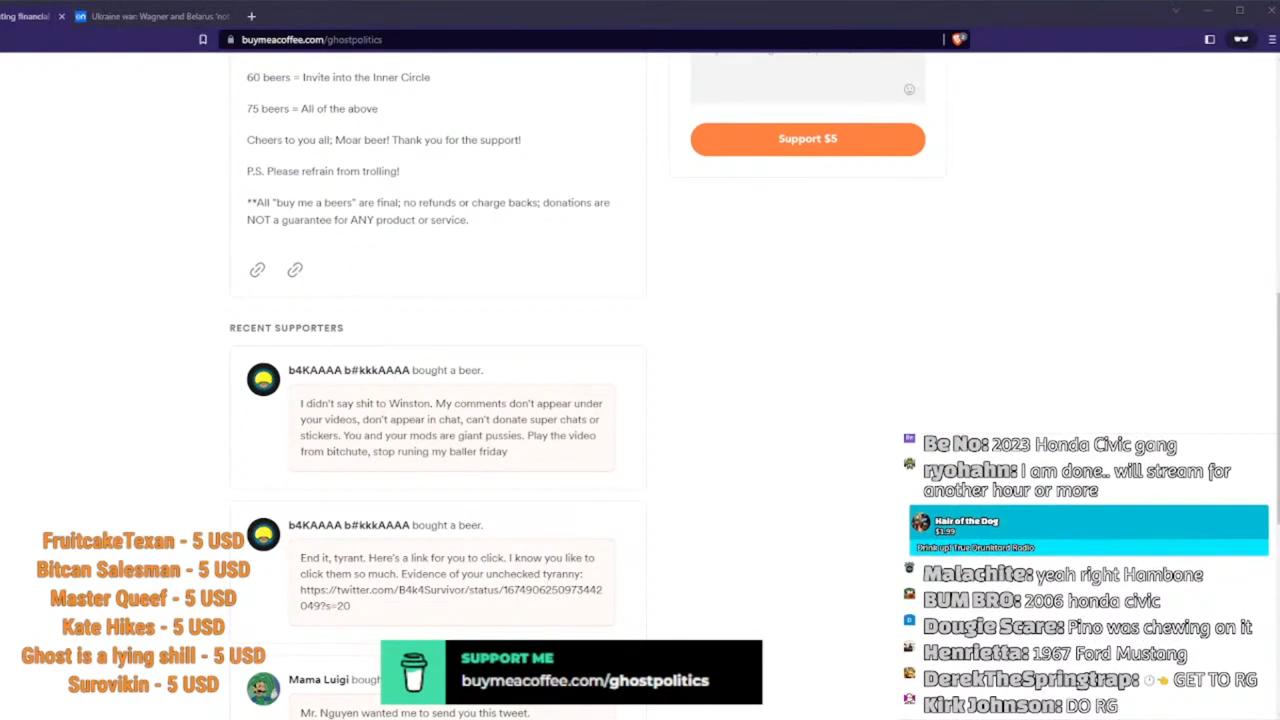 ting financial
on Ukraine war: Wagner and Belarus 'not
buymeacoffee.com/ghostpolitics
60 beers = Invite into the Inner Circle
75 beers = All of the above
Cheers to you all; Moar beer! Thank you for the support!
P.S. Please refrain from trolling!
**All "buy me a beers" are final; no refunds or charge backs; donations are
NOT a guarantee for ANY product or service.
Support $5
RECENT SUPPORTERS
b4KAAAA b#kkkAAAA bought a beer.
I didn't say shit to Winston. My comments don't appear under
your videos, don't appear in chat, can't donate super chats or
stickers. You and your mods are giant pussies. Play the video
from bitchute, stop runing my baller friday
b4KAAAA b#kkkAAAA bought a beer.
End it, tyrant. Here's a link for you to click. I know you like to
click them so much. Evidence of your unchecked tyranny:
https://twitter.com/B4k4Survivor/status/1674906250973442
049?s=20
Mama Luigi bought
Mr. Nguyen wanted me to send you this tweet.
FruitcakeTexan - 5 USD
Bitcan Salesman - 5 USD
Master Queef - 5 USD
Kate Hikes - 5 USD
Ghost is a lying shill - 5 USD
Surovikin - 5 USD
SUPPORT ME
buymeacoffee.com/ghostpolitics
Be No: 2023 Honda Civic gang
ryohahn: I am done.. will stream for
another hour or more
Hair of the Dog
$1.99
Drink up! True Drunktard Radio
Malachite: yeah right Hambone
BUM BRO: 2006 honda civic
Dougie Scare: Pino was chewing on it
Henrietta: 1967 Ford Mustang
DerekTheSpringtrap: GET TO RG
Kirk Johnson: DO RG